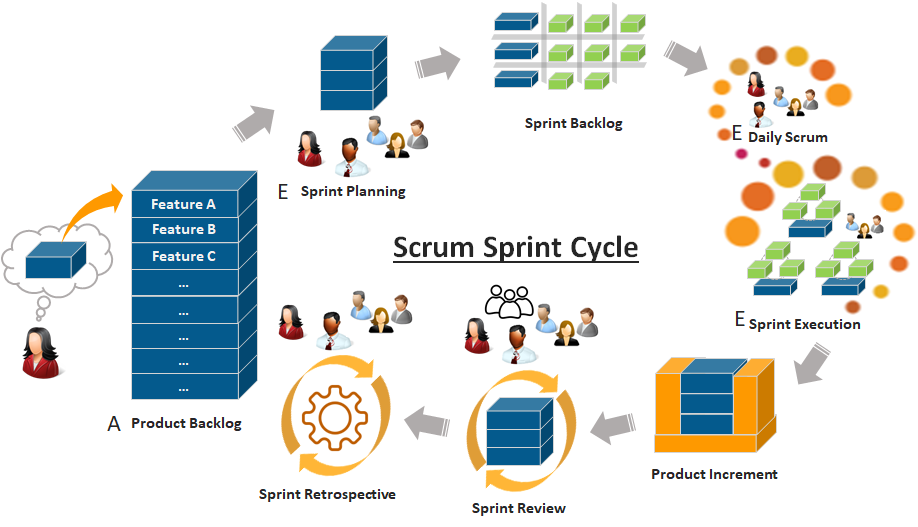 Scrum Sprint Cycle
Feature A
Feature B
Feature C
...
...
...
...
...
A Product Backlog
E Sprint Planning
Sprint Backlog
E Daily Scrum
E Sprint Execution
Product Increment
Sprint Review
Sprint Retrospective